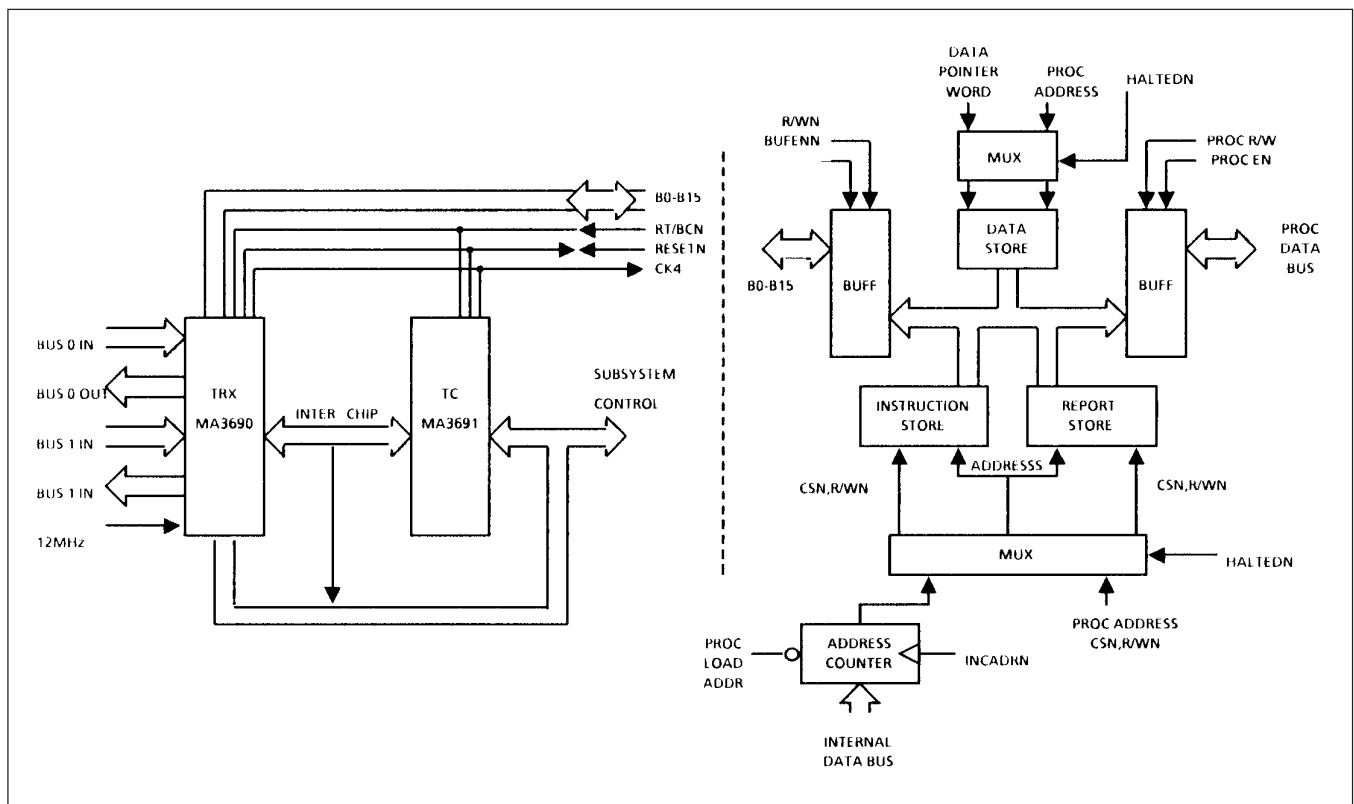 B0-B15
RT/BCN
RESETN
CK4
BUS 0 IN
BUS 0 OUT
BUS 1 IN
BUS 1 IN
12MHz
TRX
MA3690
INTER CHIP
TC
MA3691
SUBSYSTEM
CONTROL
DATA
POINTER
WORD
PROC
ADDRESS
HALTEDN
R/WN
BUFENN
MUX
PROC R/W
PROC EN
B0-B15
BUFF
DATA
STORE
BUFF
PROC
DATA
BUS
INSTRUCTION
STORE
REPORT
STORE
ADDRESSS
CSN,R/WN
CSN,R/WN
MUX
HALTEDN
PROC ADDRESS
CSN,R/WN
PROC
LOAD
ADDR
ADDRESS
COUNTER
INCADRN
INTERNAL
DATA BUS